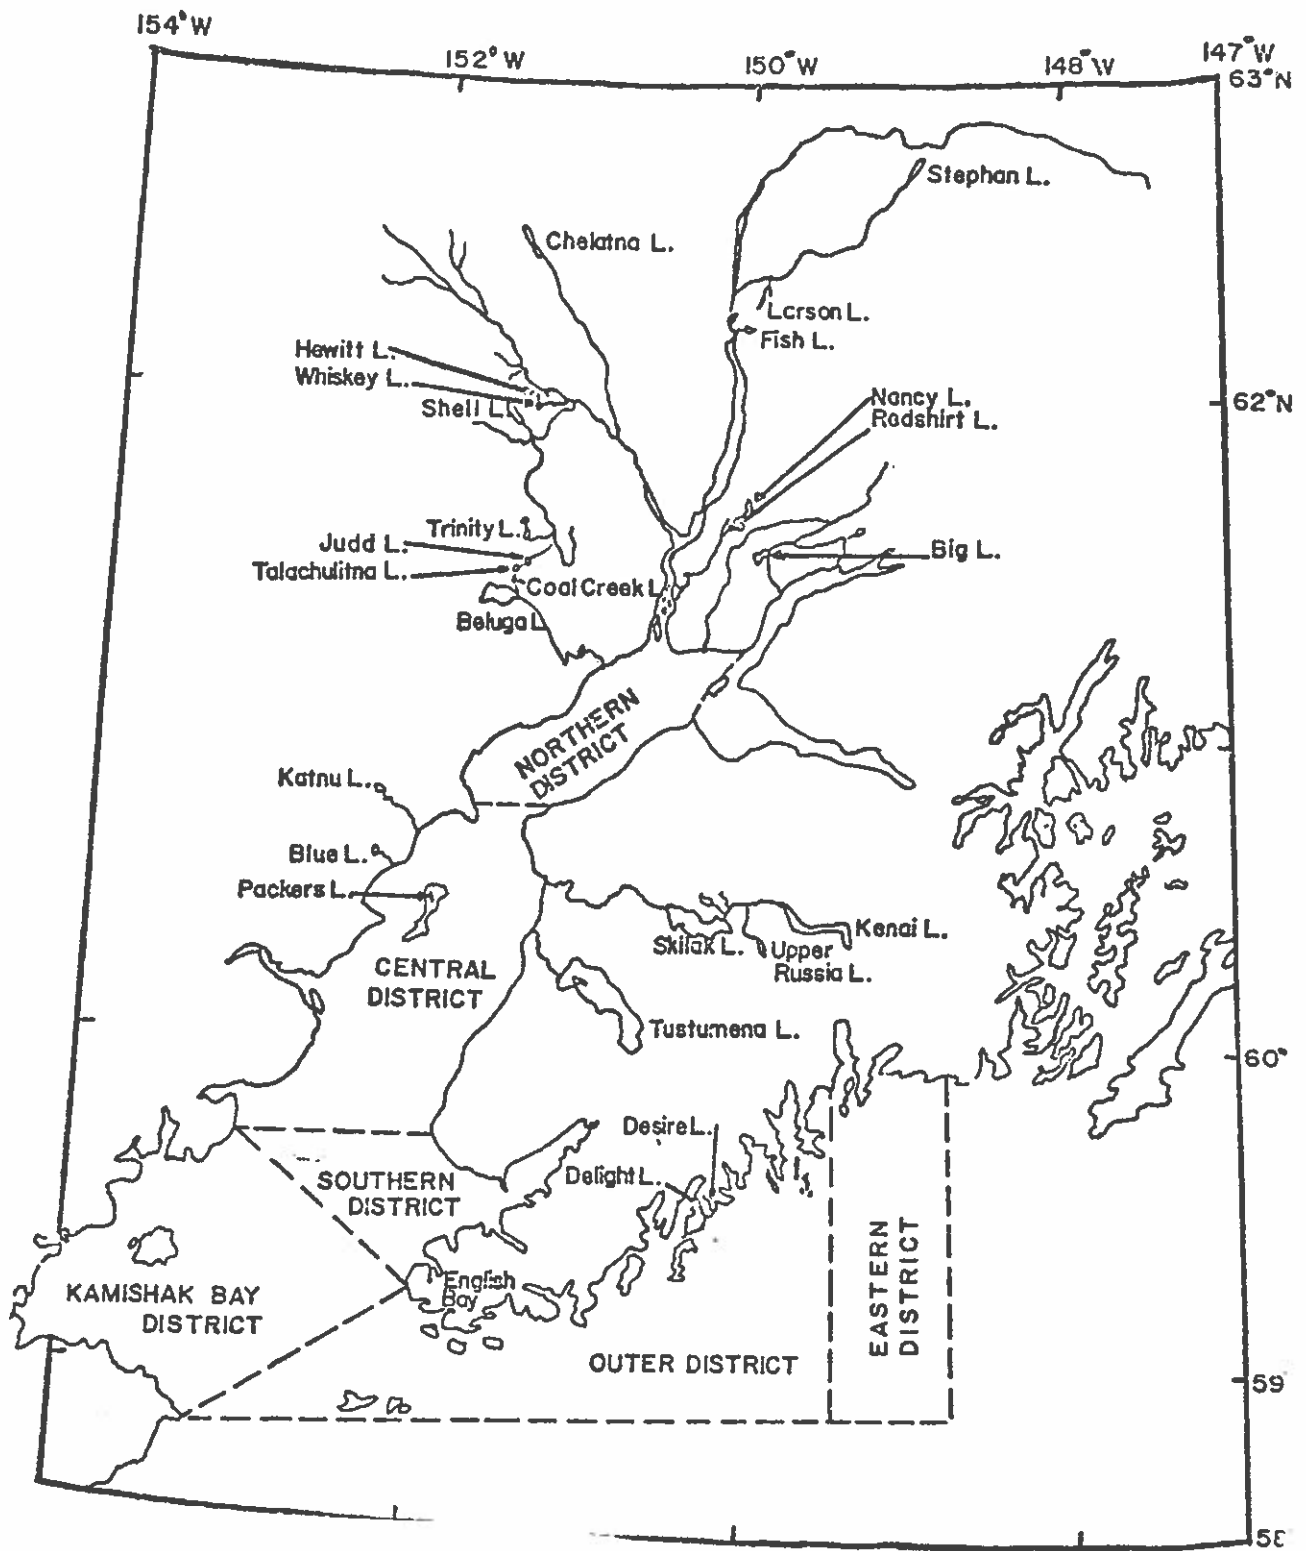 154°W
152°W
150°W
148°W
147°W
63°N
Stephan L.
Chelatna L.
Larson L.
Fish L.
Hewitt L.
Whiskey L.
Shell L.
Nancy L.
Redshirt L.
62°N
Trinity L.
Judd L.
Talachulitna L.
Coal Creek L.
Big L.
Beluga L.
NORTHERN
DISTRICT
Katnu L.
Blue L.
Packers L.
Skilak L.
Kenai L.
Upper
Russia L.
CENTRAL
DISTRICT
Tustumena L.
60°
Desire L.
Delight L.
SOUTHERN
DISTRICT
English
Bay
KAMISHAK BAY
DISTRICT
EASTERN
DISTRICT
OUTER DISTRICT
59